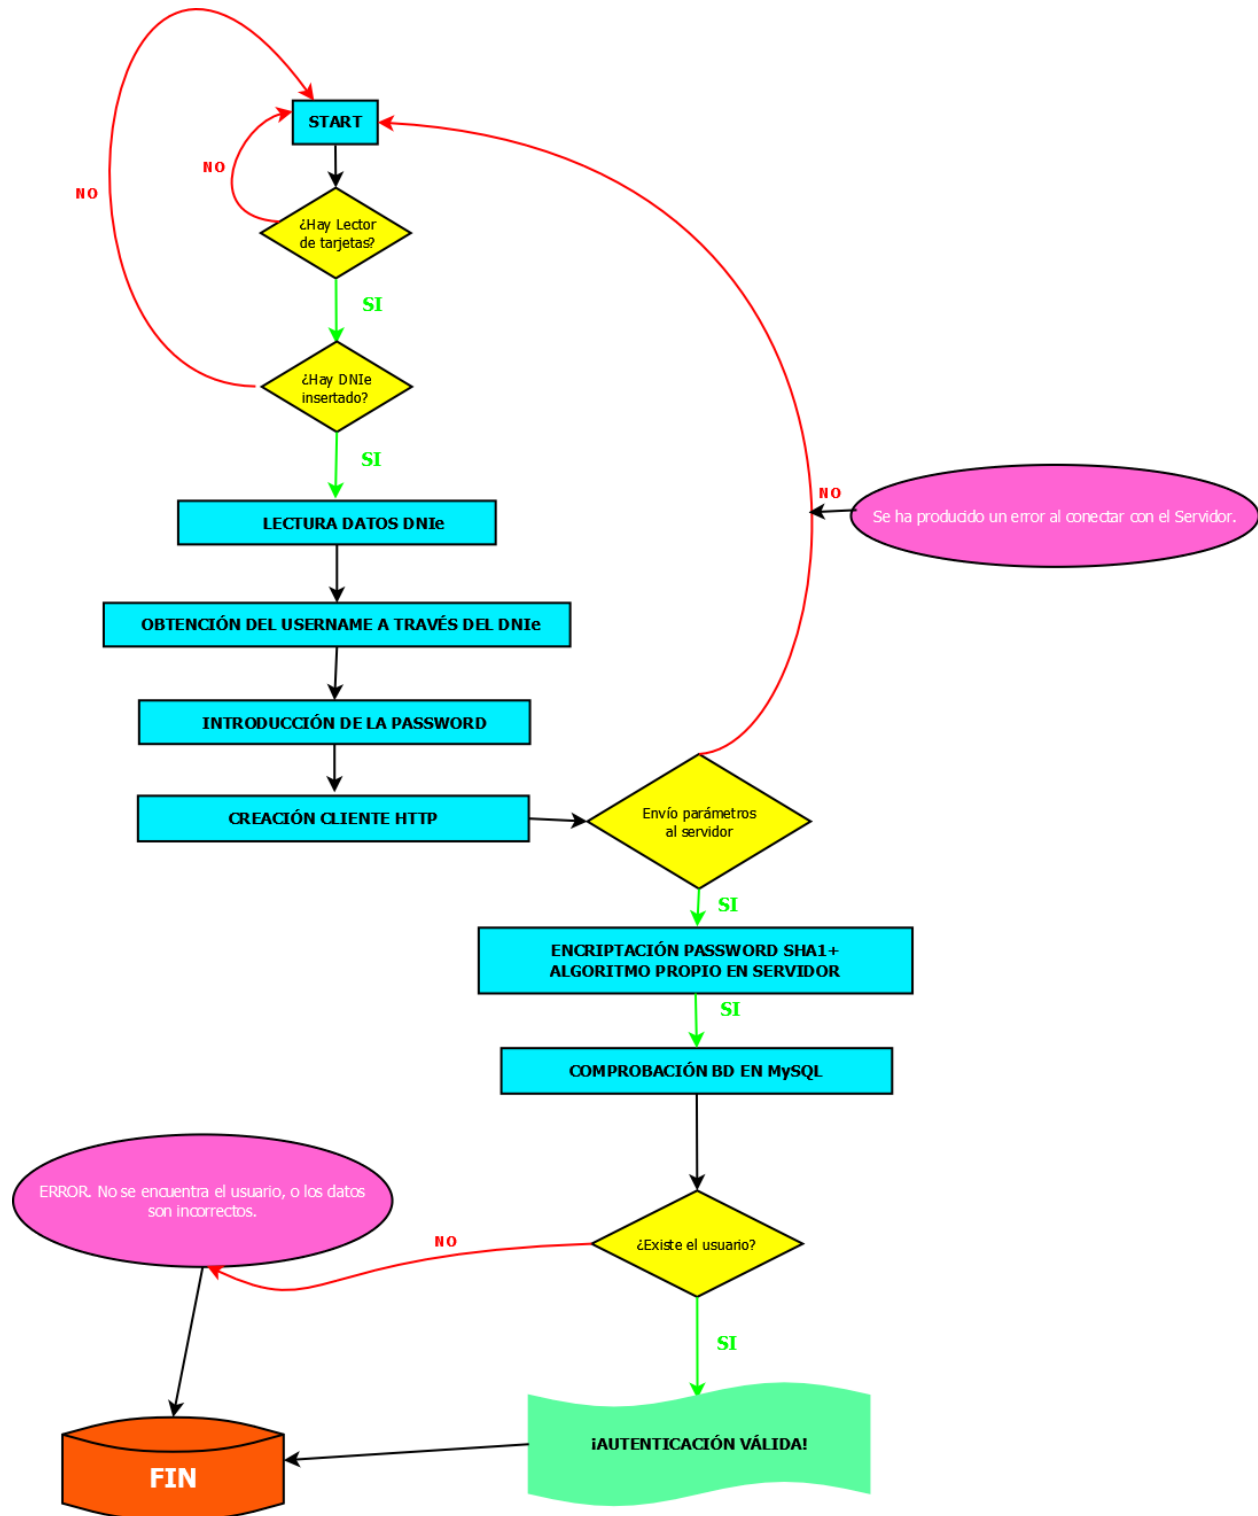 START
NO
NO
¿Hay Lector
de tarjetas?
SI
¿Hay DNIe
insertado?
SI
NO
Se ha producido un error al conectar con el Servidor.
LECTURA DATOS DNIe
OBTENCIÓN DEL USERNAME A TRAVÉS DEL DNIe
INTRODUCCIÓN DE LA PASSWORD
CREACIÓN CLIENTE HTTP
Envío parámetros
al servidor
SI
ENCRIPTACIÓN PASSWORD SHA1+
ALGORITMO PROPIO EN SERVIDOR
SI
COMPROBACIÓN BD EN MySQL
ERROR. No se encuentra el usuario, o los datos
son incorrectos.
NO
¿Existe el usuario?
SI
¡AUTENTICACIÓN VÁLIDA!
FIN